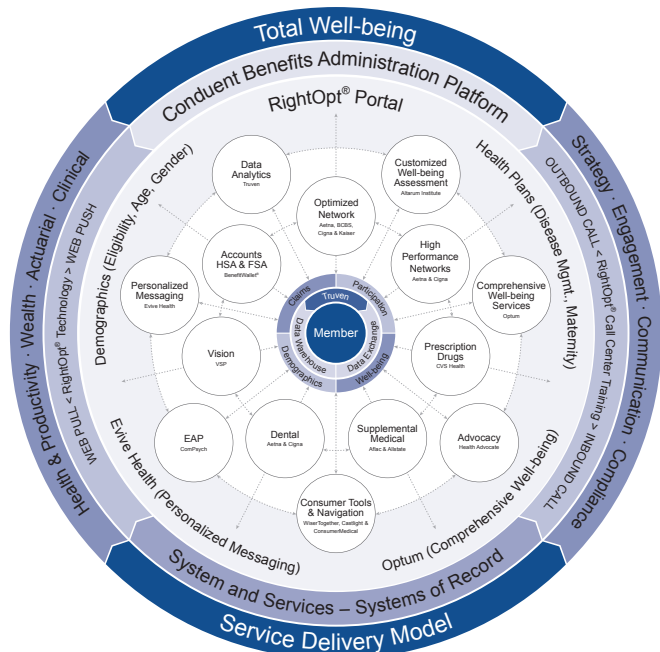 Total Well-being
Conduent Benefits Administration Platform
RightOpt® Portal
Health & Productivity · Wealth · Actuarial · Clinical
WEB PULL < RightOpt® Technology > WEB PUSH
Demographics (Eligibility, Age, Gender)
Health Plans (Disease Mgmt., Maternity)
OUTBOUND CALL < RightOpt® Call Center Training > INBOUND CALL
Strategy · Engagement · Communication · Compliance
Data
Analytics
Truven
Customized
Well-being
Assessment
Altarum Institute
Optimized
Network
Aetna, BCBS,
Cigna & Kaiser
Accounts
HSA & FSA
BenefitWallet®
High
Performance
Networks
Aetna & Cigna
Personalized
Messaging
Evive Health
Comprehensive
Well-being
Services
Optum
Claims
Participation
Truven
Member
Data Warehouse
Data Exchange
Demographics
Well-being
Vision
VSP
Prescription
Drugs
CVS Health
EAP
ComPsych
Dental
Aetna & Cigna
Supplemental
Medical
Aflac & Allstate
Advocacy
Health Advocate
Consumer Tools
& Navigation
WiserTogether, Castlight &
ConsumerMedical
Evive Health (Personalized Messaging)
Optum (Comprehensive Well-being)
System and Services – Systems of Record
Service Delivery Model